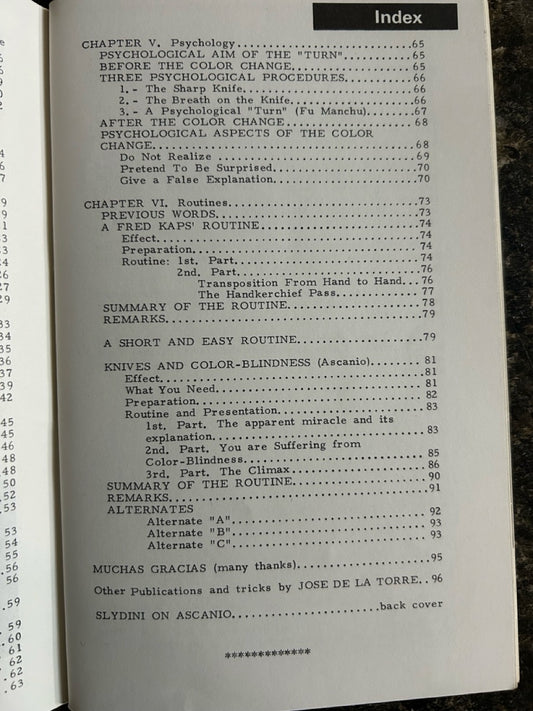 Index
CHAPTER V. Psychology..............................65
PSYCHOLOGICAL AIM OF THE "TURN"..............65
BEFORE THE COLOR CHANGE......................65
THREE PSYCHOLOGICAL PROCEDURES...............66
1.- The Sharp Knife..........................66
2.- The Breath on the Knife..................66
3.- A Psychological "Turn" (Fu Manchu).......67
AFTER THE COLOR CHANGE.......................68
PSYCHOLOGICAL ASPECTS OF THE COLOR
CHANGE.......................................68
Do Not Realize ..............................69
Pretend To Be Surprised......................70
Give a False Explanation.....................70
CHAPTER VI. Routines...............................73
PREVIOUS WORDS...............................73
A FRED KAPS' ROUTINE.........................74
Effect.......................................74
Preparation..................................74
Routine: 1st. Part...........................74
2nd. Part....................................76
Transposition From Hand to Hand...76
The Handkerchief Pass........77
SUMMARY OF THE ROUTINE.......................78
REMARKS......................................79
A SHORT AND EASY ROUTINE.....................79
KNIVES AND COLOR-BLINDNESS (Ascanio)........81
Effect.......................................81
What You Need................................81
Preparation..................................82
Routine and Presentation.....................83
1st. Part. The apparent miracle and its
explanation..................................83
2nd. Part. You are Suffering from
Color-Blindness..............................85
3rd. Part. The Climax........................86
SUMMARY OF THE ROUTINE.......................90
REMARKS......................................91
ALTERNATES 92
Alternate "A"................................93
Alternate "B"................................93
Alternate "C"................................93
MUCHAS GRACIAS (many thanks)......................95
Other Publications and tricks by JOSE DE LA TORRE..96
SLYDINI ON ASCANIO.....................back cover
*************